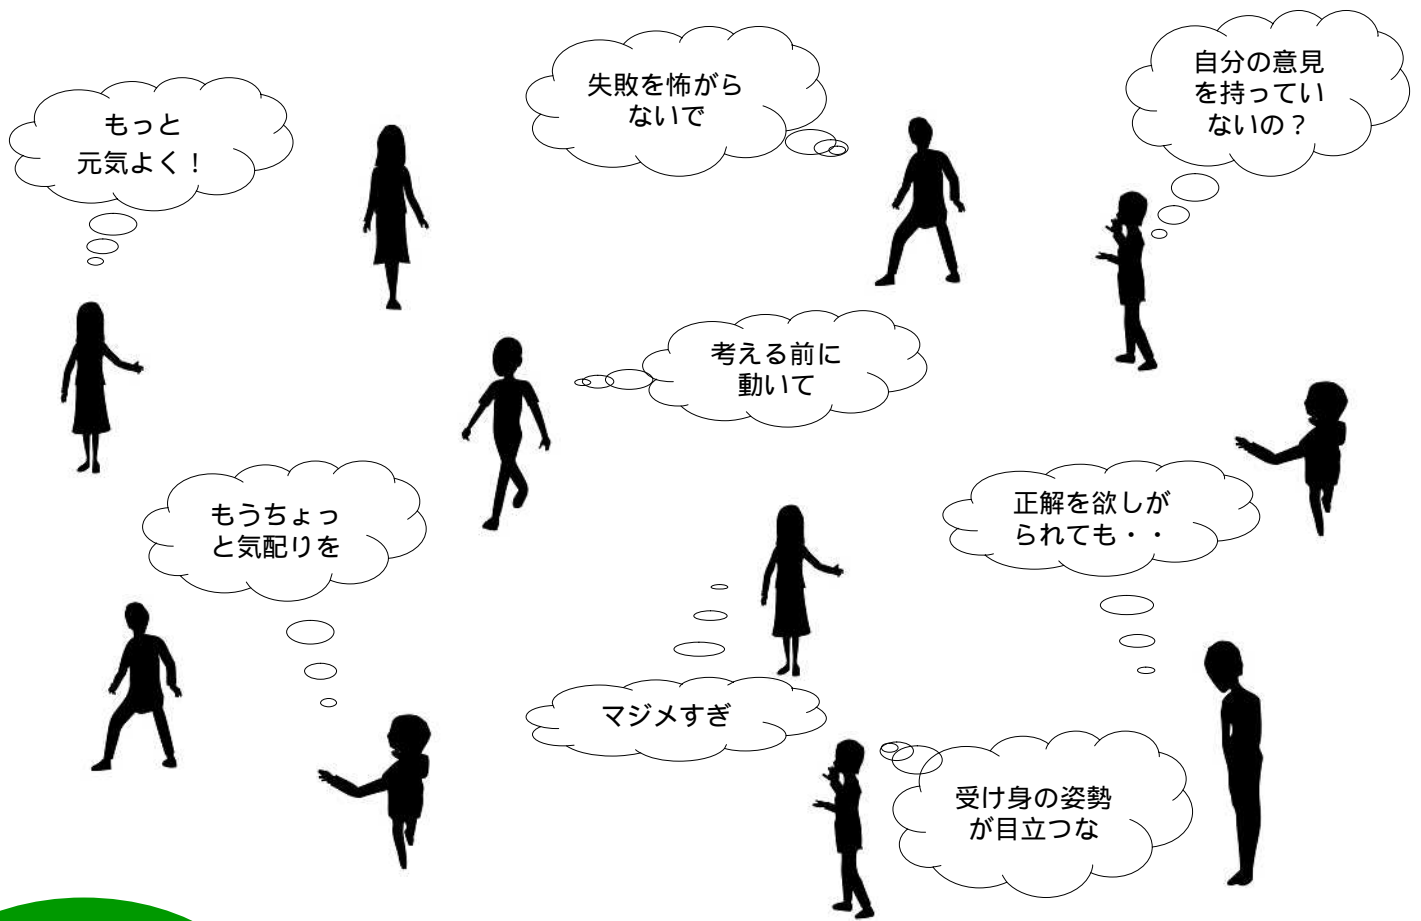 もっと
元気よく！
失敗を怖がら
ないで
自分の意見
を持ってい
ないの？
考える前に
動いて
もうちょっ
と気配りを
正解を欲しが
られても・・
マジメすぎ
受け身の姿勢
が目立つな